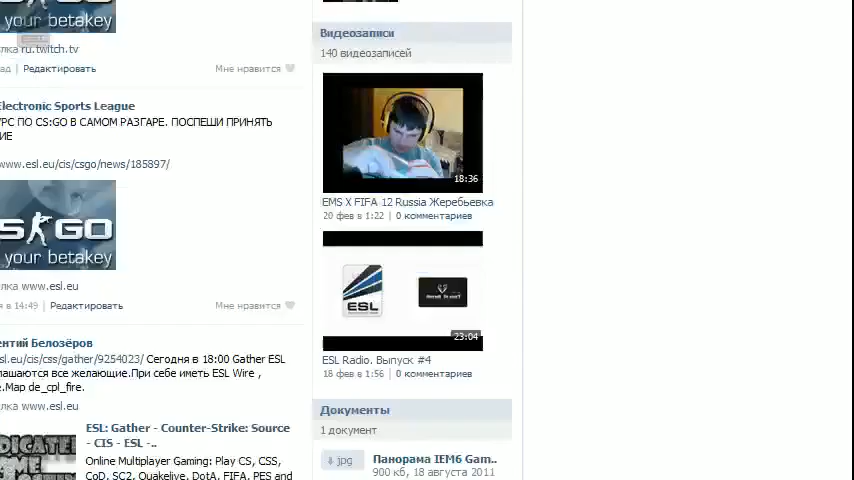 your betakey
лка ru.twitch.tv
ад | Редактировать
Мне нравится
Electronic Sports League
РС ПО CS:GO В САМОМ РАЗГАРЕ. ПОСПЕШИ ПРИНЯТЬ
ИЕ
www.esl.eu/cis/csgo/news/185897/
S GO
your betakey
лка www.esl.eu
я в 14:49 | Редактировать
Мне нравится
ентий Белозёров
sl.eu/cis/css/gather/9254023/ Сегодня в 18:00 Gather ESL
лашаются все желающие.При себе иметь ESL Wire ,
.Map de_cpl_fire.
лка www.esl.eu
ESL: Gather - Counter-Strike: Source
- CIS - ESL -..
Online Multiplayer Gaming: Play CS, CSS,
CoD, SC2, Quakelive, DotA, FIFA, PES and
Видеозаписи
140 видеозаписей
18:36
EMS X FIFA 12 Russia Жеребьевка
20 фев в 1:22 | 0 комментариев
ESL
23:04
ESL Radio. Выпуск #4
18 фев в 1:56 | 0 комментариев
Документы
1 документ
jpg
Панорама IEM6 Gam..
900 кб, 18 августа 2011